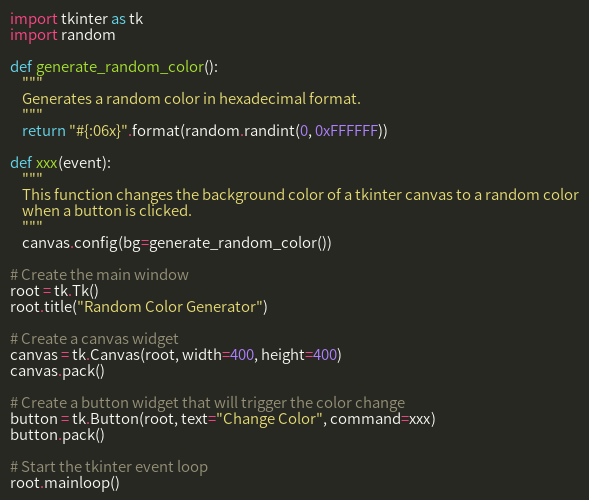 import tkinter as tk
import random

def generate_random_color():
    """
    Generates a random color in hexadecimal format.
    """
    return "#{:06x}".format(random.randint(0, 0xFFFFFF))

def xxx(event):
    """
    This function changes the background color of a tkinter canvas to a random color
    when a button is clicked.
    """
    canvas.config(bg=generate_random_color())

# Create the main window
root = tk.Tk()
root.title("Random Color Generator")

# Create a canvas widget
canvas = tk.Canvas(root, width=400, height=400)
canvas.pack()

# Create a button widget that will trigger the color change
button = tk.Button(root, text="Change Color", command=xxx)
button.pack()

# Start the tkinter event loop
root.mainloop()